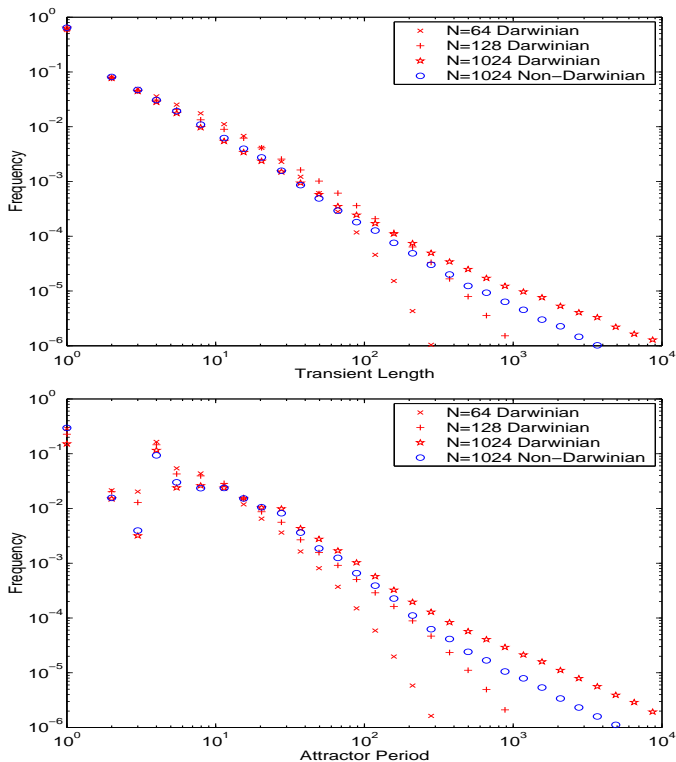 10^0
10^-1
10^-2
10^-3
10^-4
10^-5
10^-6
Frequency
N=64 Darwinian
N=128 Darwinian
N=1024 Darwinian
N=1024 Non-Darwinian
10^0
10^1
10^2
10^3
10^4
Transient Length
10^0
10^-1
10^-2
10^-3
10^-4
10^-5
10^-6
Frequency
N=64 Darwinian
N=128 Darwinian
N=1024 Darwinian
N=1024 Non-Darwinian
10^0
10^1
10^2
10^3
10^4
Attractor Period